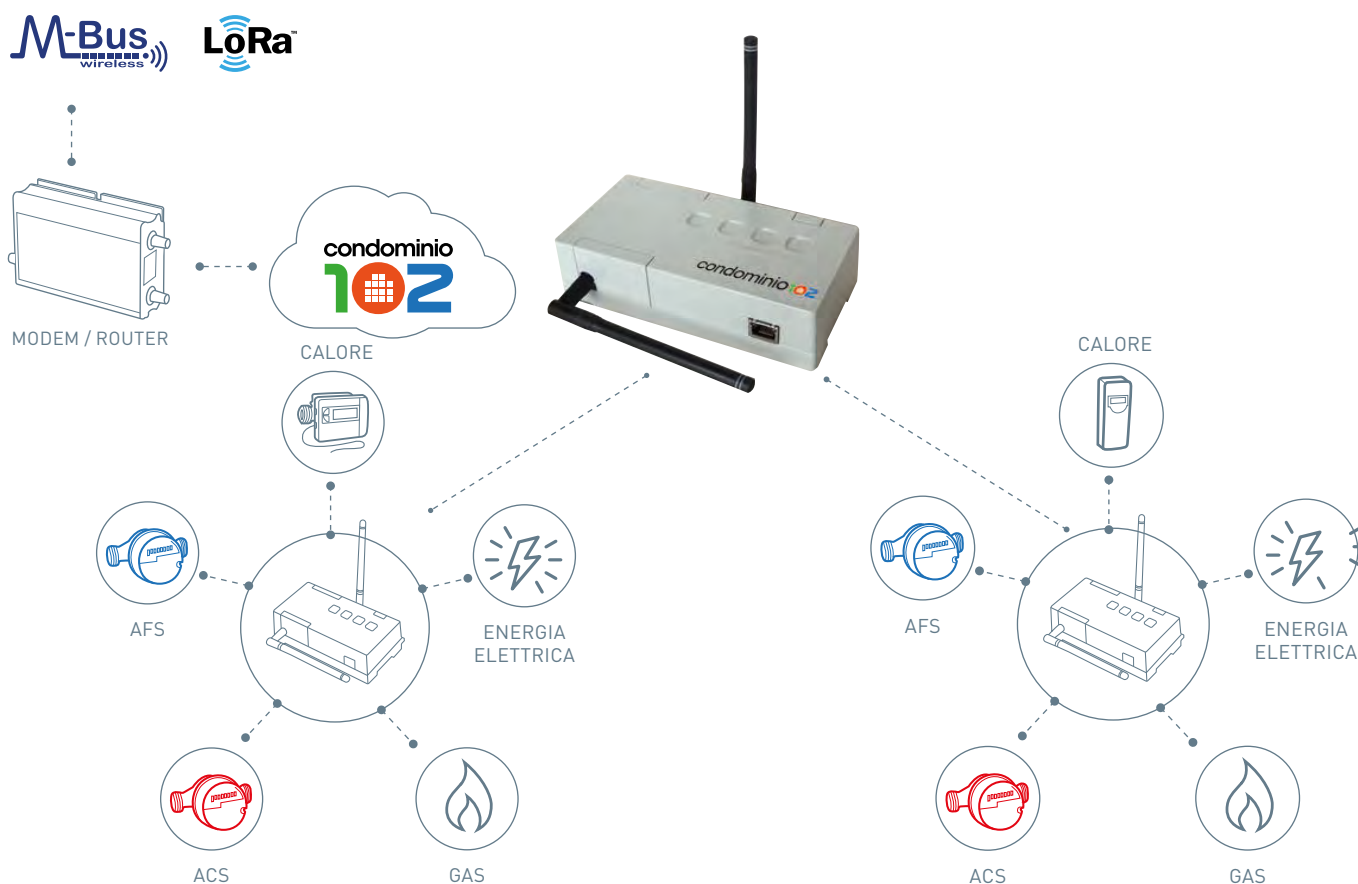 M-Bus
wireless
LoRa™
condominio
102
condominio102
MODEM / ROUTER
CALORE
CALORE
AFS
ENERGIA
ELETTRICA
AFS
ENERGIA
ELETTRICA
ACS
GAS
ACS
GAS